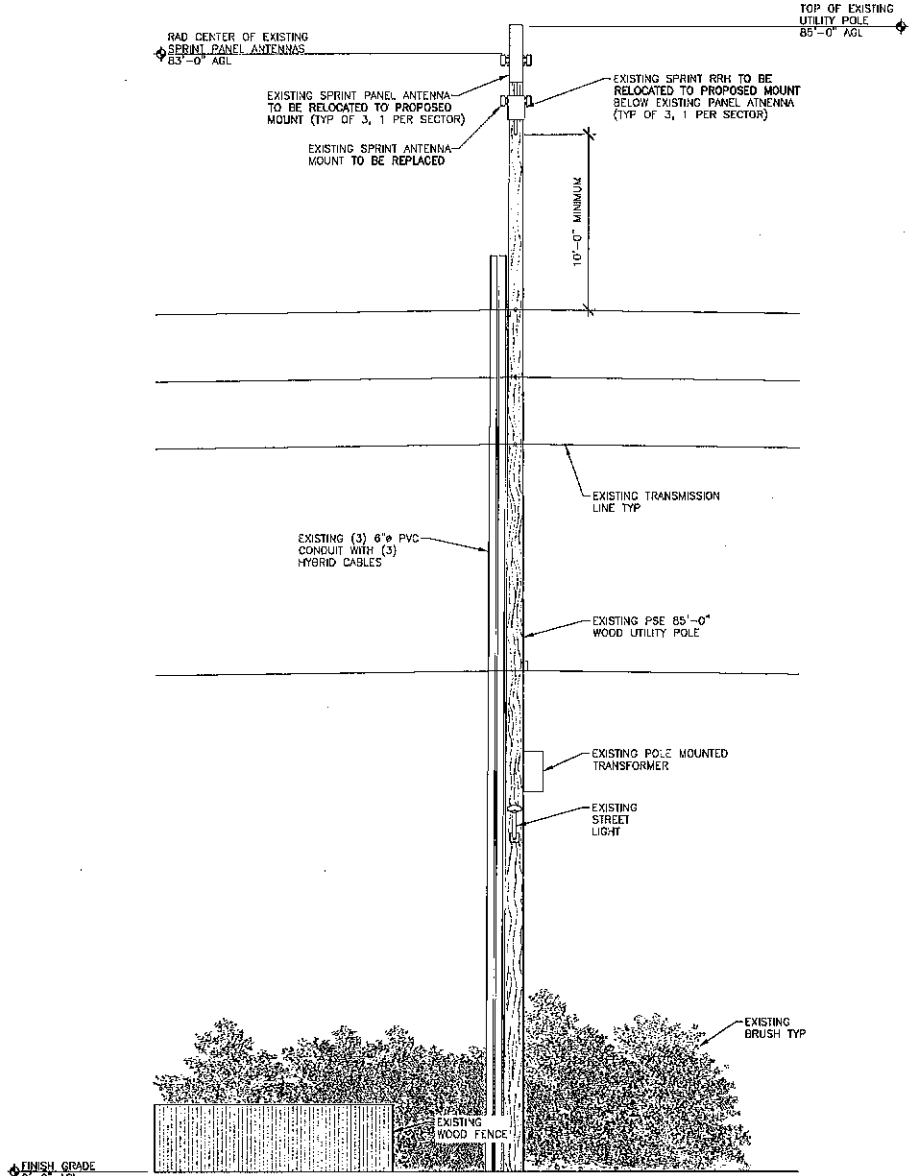 TOP OF EXISTING
UTILITY POLE
85'-0" AGL
RAD CENTER OF EXISTING
SPRINT PANEL ANTENNAS
83'-0" AGL
EXISTING SPRINT PANEL ANTENNA
TO BE RELOCATED TO PROPOSED
MOUNT (TYP OF 3, 1 PER SECTOR)
EXISTING SPRINT RRH TO BE
RELOCATED TO PROPOSED MOUNT
BELOW EXISTING PANEL ATNENNA
(TYP OF 3, 1 PER SECTOR)
EXISTING SPRINT ANTENNA
MOUNT TO BE REPLACED
10'-0" MINIMUM
EXISTING TRANSMISSION
LINE TYP
EXISTING (3) 6"ø PVC
CONDUIT WITH (3)
HYBRID CABLES
EXISTING PSE 85'-0"
WOOD UTILITY POLE
EXISTING POLE MOUNTED
TRANSFORMER
EXISTING
STREET
LIGHT
EXISTING
BRUSH TYP
EXISTING
WOOD FENCE
FINISH GRADE